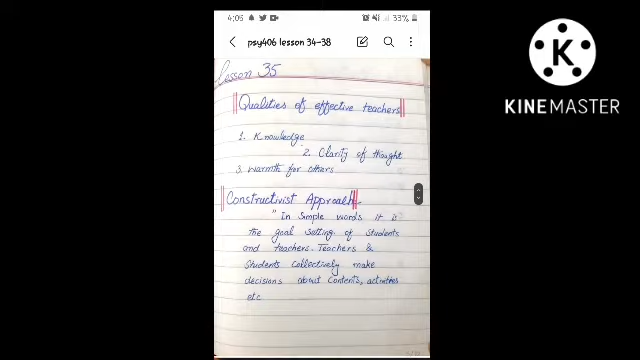 4:05
33%
psy406 lesson 34-38
KINEMASTER
Lesson 35
Qualities of effective teachers
1. Knowledge
2. Clarity of thought
3. warmth for others
Constructivist Approach
" In simple words it is
the goal setting of students
and teachers. Teachers &
Students collectively make
decisions about contents, activities
etc